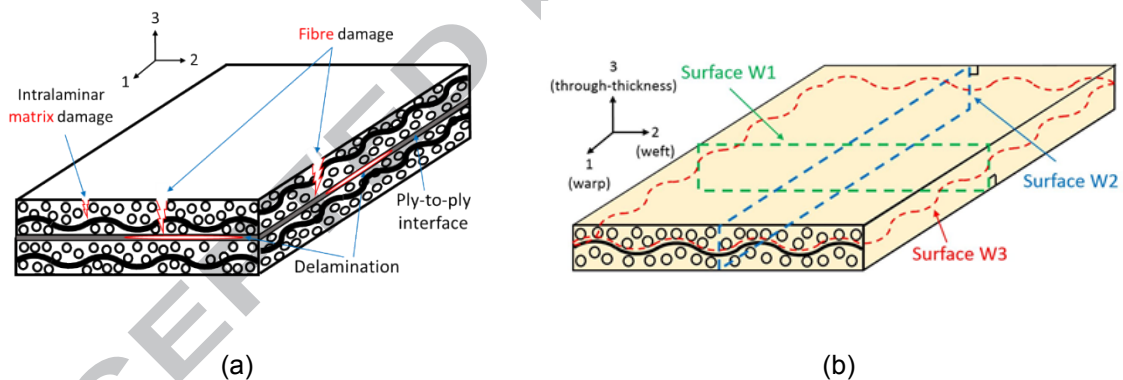 3
2
1
Fibre damage
Intralaminar
matrix damage
Ply-to-ply
interface
Delamination
(a)
3
(through-thickness)
2
(weft)
1
(warp)
Surface W1
Surface W2
Surface W3
(b)